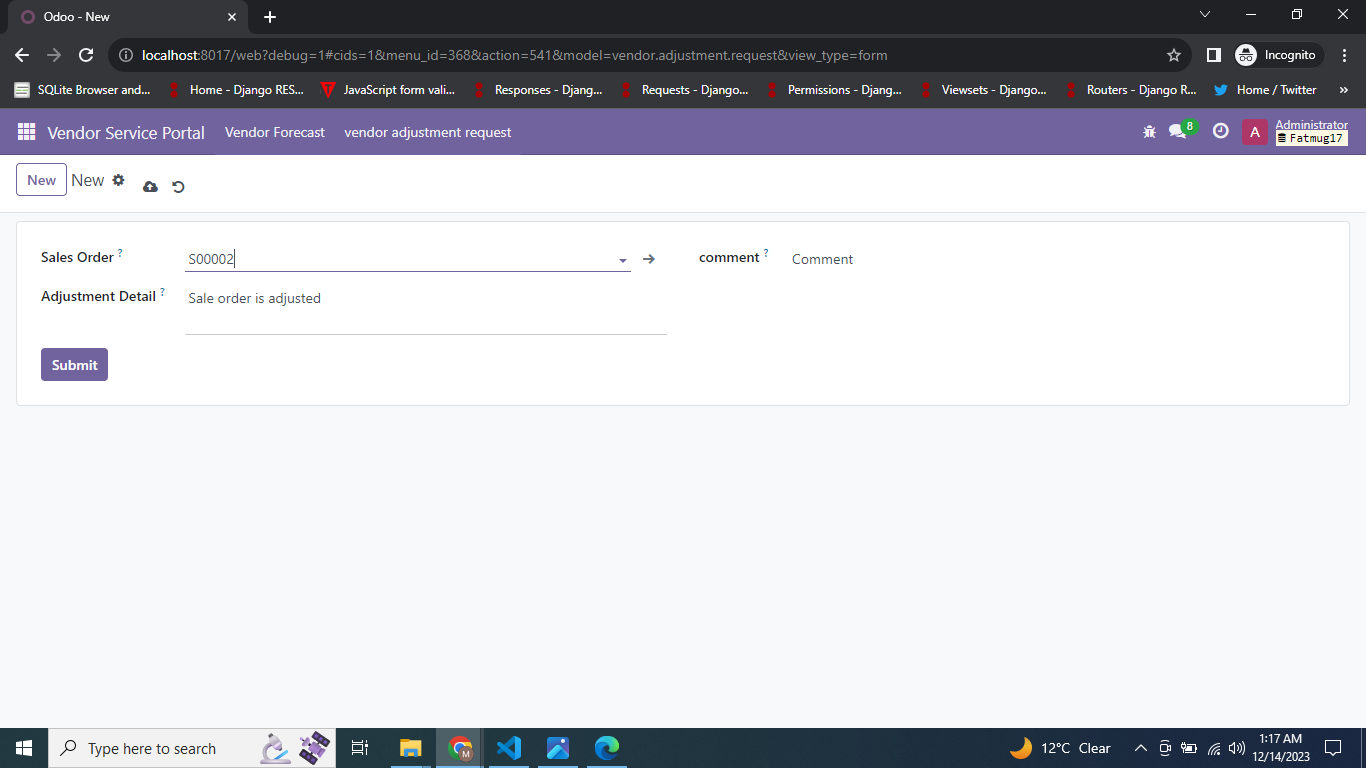 Odoo - New
localhost:8017/web?debug=1#cids=1&menu_id=368&action=541&model=vendor.adjustment.request&view_type=form
Incognito
SQLite Browser and...
Home - Django RES...
JavaScript form vali...
Responses - Djang...
Requests - Django...
Permissions - Djang...
Viewsets - Django...
Routers - Django R...
Home / Twitter
»
Vendor Service Portal
Vendor Forecast
vendor adjustment request
8
A
Administrator
Fatmug17
New
New
Sales Order ?
S00002
comment ?
Comment
Adjustment Detail ?
Sale order is adjusted
Submit
Type here to search
M
12°C Clear
1:17 AM
12/14/2023